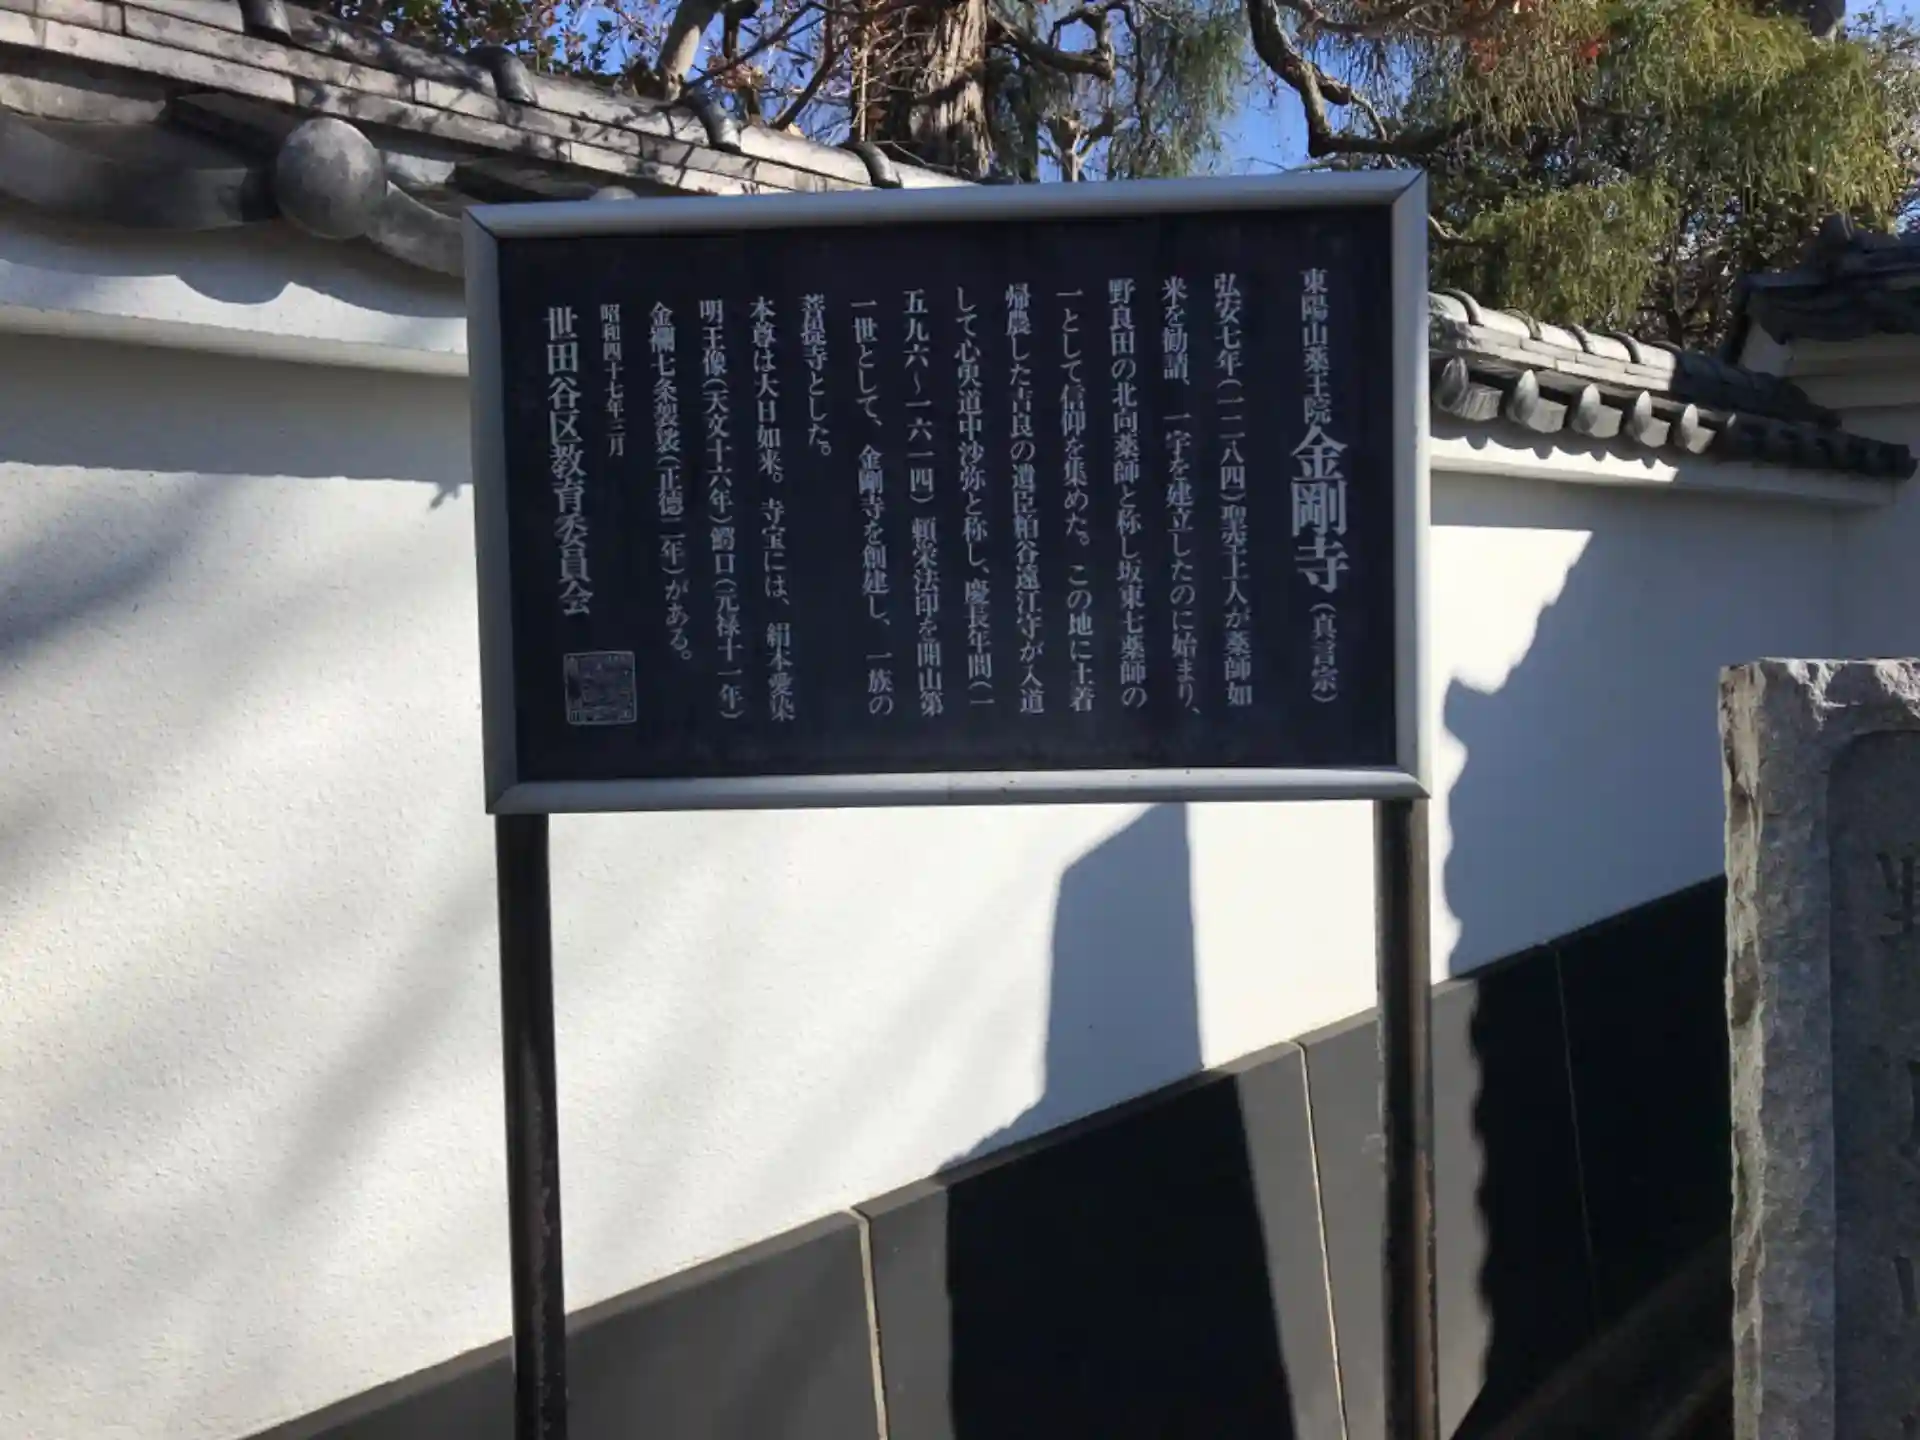 東陽山薬王院金剛寺(真言宗)
弘安七年(一二八四)聖空上人が薬師如
来を勧請、一宇を建立したのに始まり、
野良田の北向薬師と称し坂東七薬師の
一として信仰を集めた。この地に土着
帰農した吉良の遺臣粕谷遠江守が入道
して心央道中沙弥と称し、慶長年間(一
五九六〜一六一四)頼栄法印を開山第
一世として、金剛寺を創建し、一族の
菩提寺とした。
本尊は大日如来。寺宝には、絹本愛染
明王像(天文十六年)鰐口(元禄十一年)
金襴七条袈裟(正徳二年)がある。
昭和四十七年三月
世田谷区教育委員会